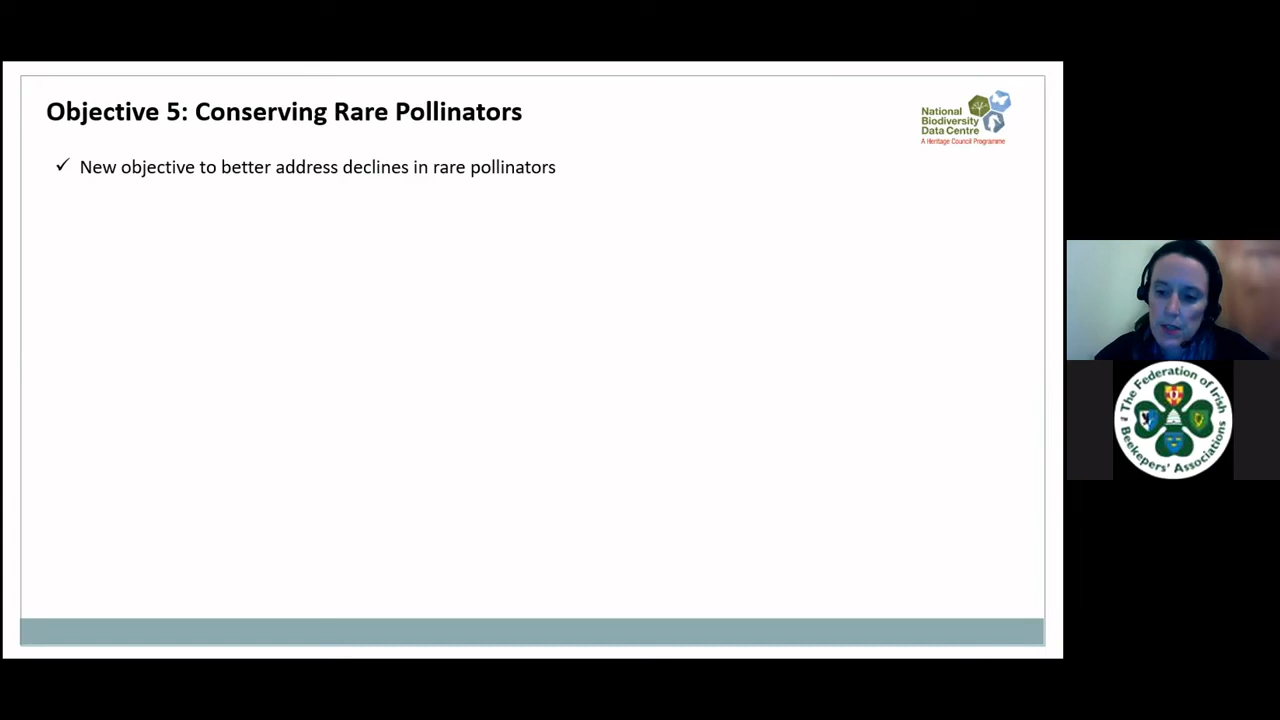 Objective 5: Conserving Rare Pollinators
National
Biodiversity
Data Centre
A Heritage Council Programme
✓ New objective to better address declines in rare pollinators
The Federation of Irish
Beekepers' Associations